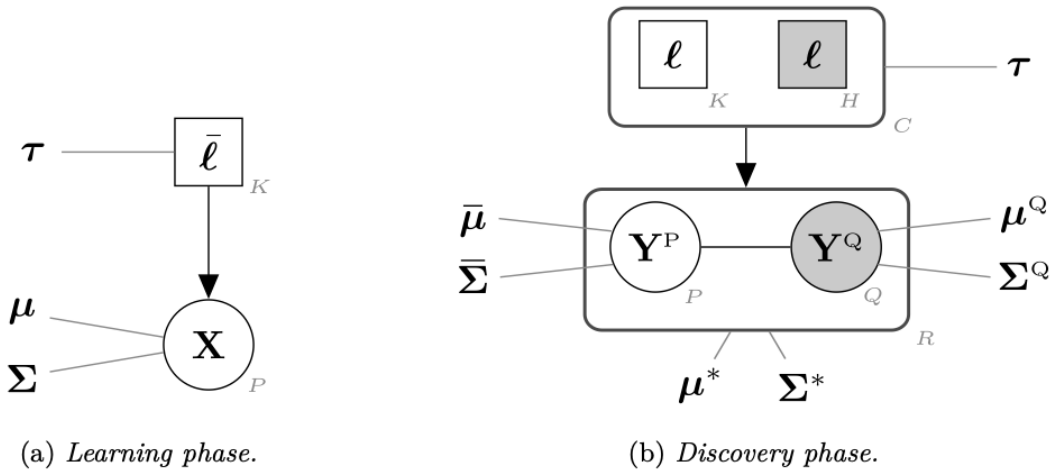 τ
ℓ̄
K
μ
Σ
X
P
(a) Learning phase.
ℓ
K
ℓ
H
C
τ
μ̄
Σ̄
Y^P
P
Y^Q
Q
μ^Q
Σ^Q
R
μ*
Σ*
(b) Discovery phase.